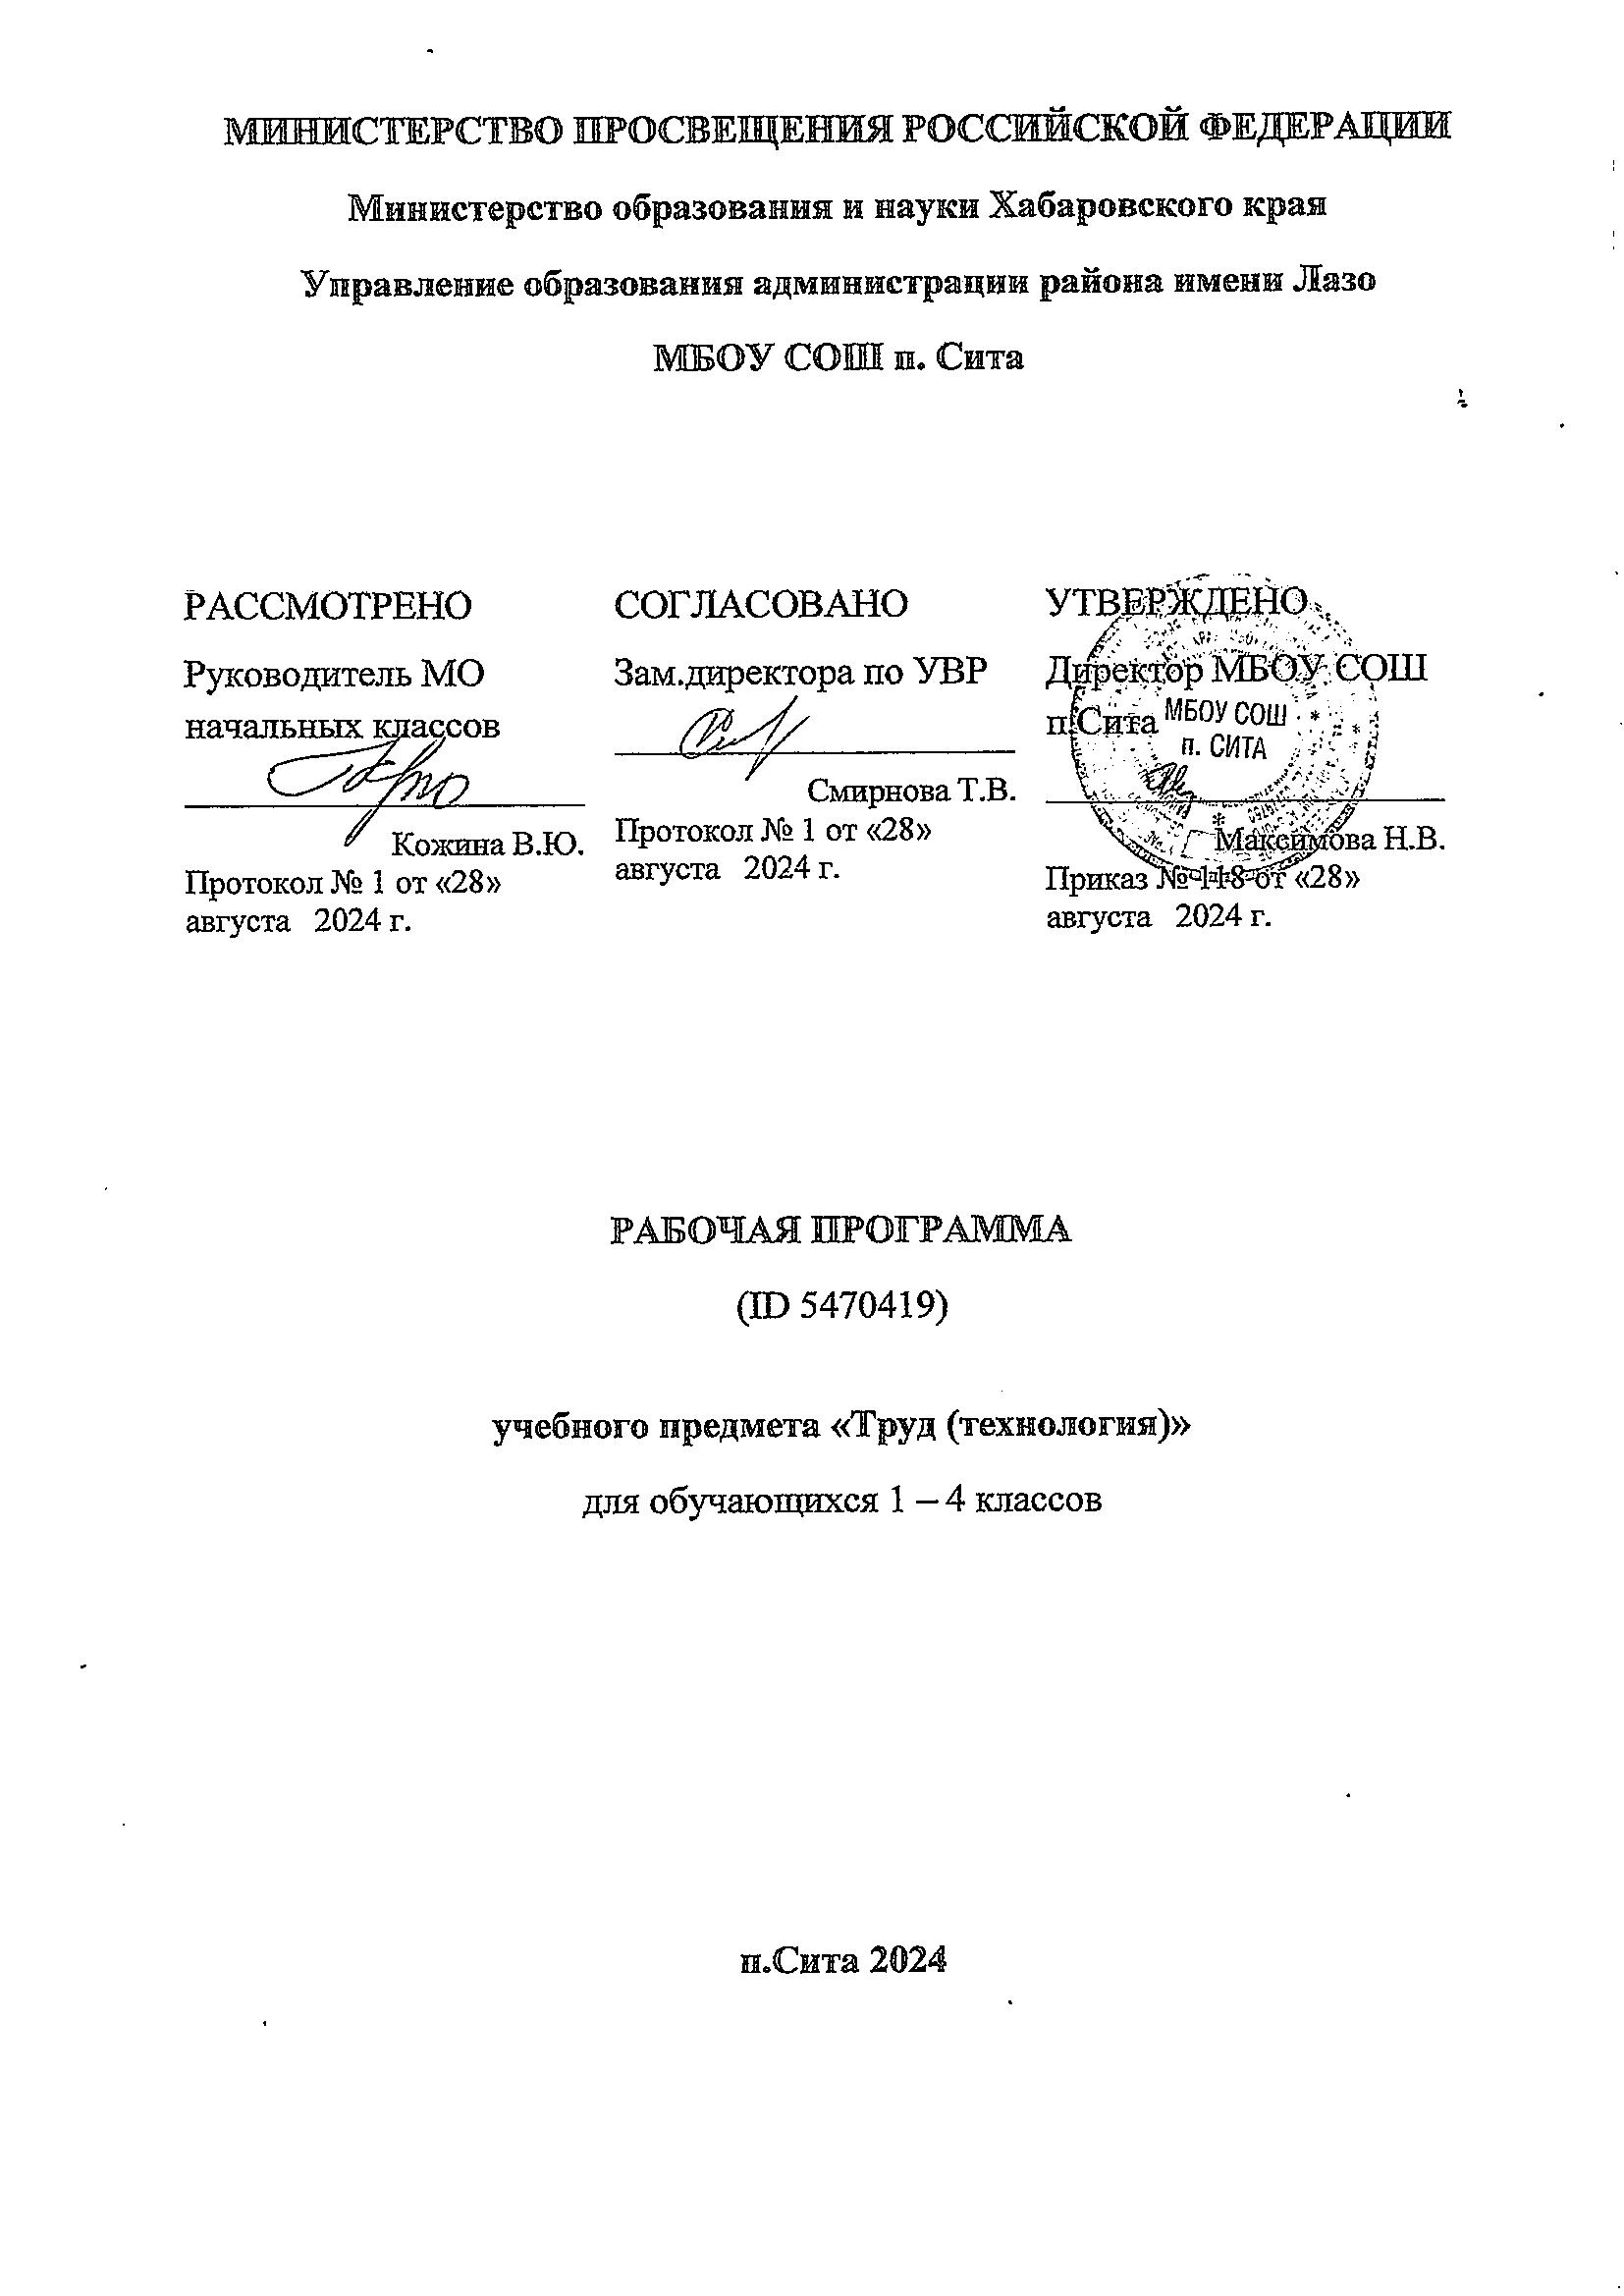 МИНИСТЕРСТВО ПРОСВЕЩЕНИЯ РОССИЙСКОЙ ФЕДЕРАЦИИ
Министерство образования и науки Хабаровского края
Управление образования администрации района имени Лазо
МБОУ СОШ п. Сита
РАССМОТРЕНО
Руководитель МО
начальных классов
Кожина В.Ю.
Протокол № 1 от «28»
августа 2024 г.
СОГЛАСОВАНО
Зам.директора по УВР
Смирнова Т.В.
Протокол № 1 от «28»
августа 2024 г.
УТВЕРЖДЕНО
Директор МБОУ СОШ
п.Сита
МБОУ СОШ
п. СИТА
Максимова Н.В.
Приказ № 118 от «28»
августа 2024 г.
РАБОЧАЯ ПРОГРАММА
(ID 5470419)
учебного предмета «Труд (технология)»
для обучающихся 1 – 4 классов
п.Сита 2024